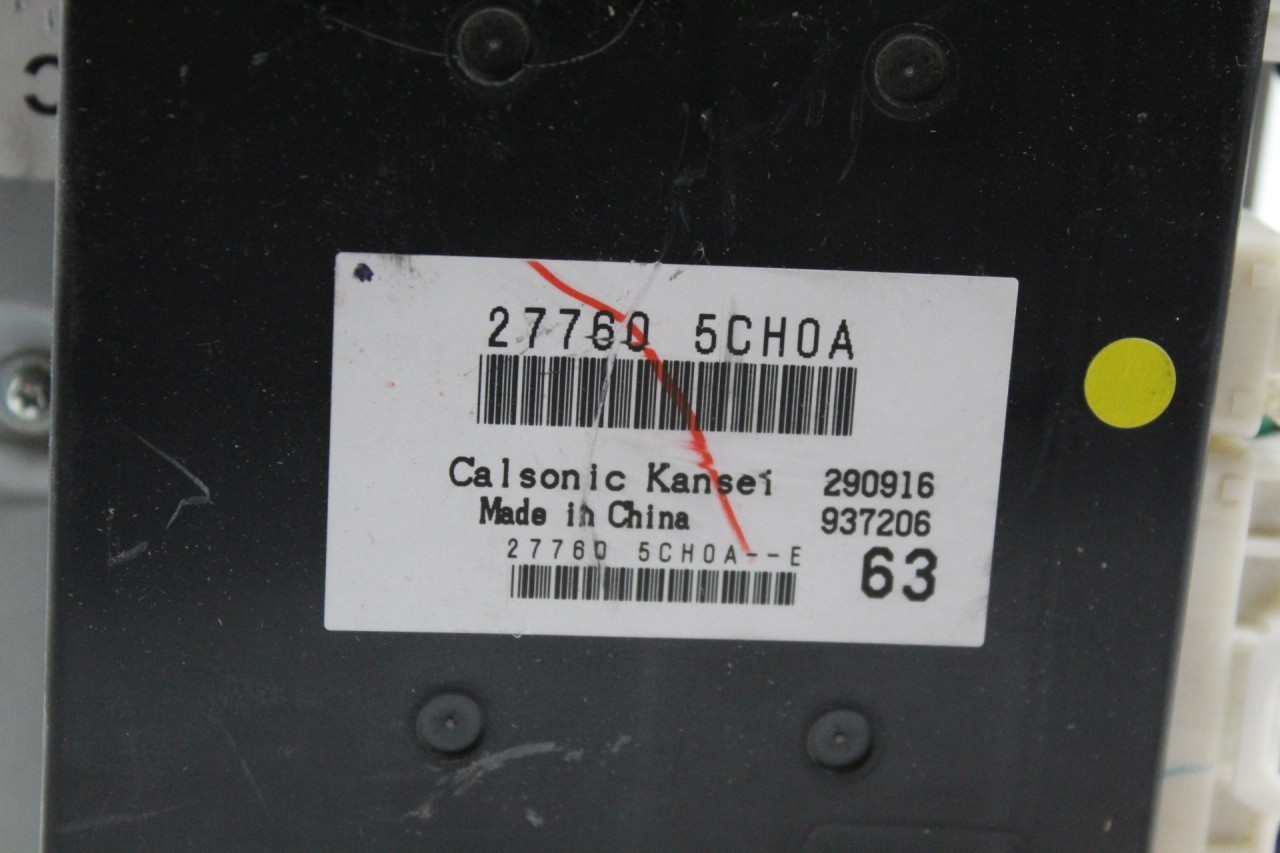 27760 5CH0A
Calsonic Kansei 290916
Made in China 937206
27760 5CH0A--E
63